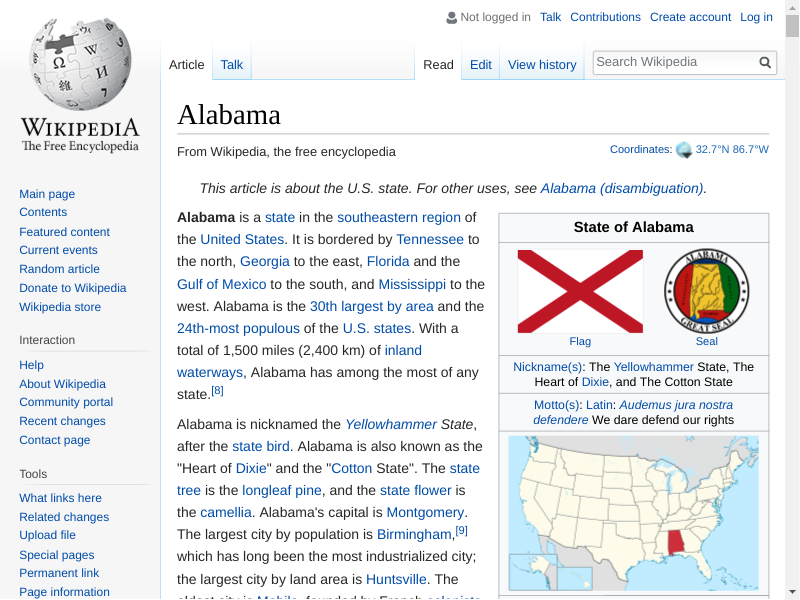 Not logged in Talk Contributions Create account Log in
Article Talk Read Edit View history Search Wikipedia
WIKIPEDIA
The Free Encyclopedia
Main page
Contents
Featured content
Current events
Random article
Donate to Wikipedia
Wikipedia store
Interaction
Help
About Wikipedia
Community portal
Recent changes
Contact page
Tools
What links here
Related changes
Upload file
Special pages
Permanent link
Page information
Alabama
From Wikipedia, the free encyclopedia
Coordinates: 32.7°N 86.7°W
This article is about the U.S. state. For other uses, see Alabama (disambiguation).
Alabama is a state in the southeastern region of
the United States. It is bordered by Tennessee to
the north, Georgia to the east, Florida and the
Gulf of Mexico to the south, and Mississippi to the
west. Alabama is the 30th largest by area and the
24th-most populous of the U.S. states. With a
total of 1,500 miles (2,400 km) of inland
waterways, Alabama has among the most of any
state.[8]
Alabama is nicknamed the Yellowhammer State,
after the state bird. Alabama is also known as the
"Heart of Dixie" and the "Cotton State". The state
tree is the longleaf pine, and the state flower is
the camellia. Alabama's capital is Montgomery.
The largest city by population is Birmingham,[9]
which has long been the most industrialized city;
the largest city by land area is Huntsville. The
oldest city is Mobile, founded by French colonists
State of Alabama
ALABAMA
GREAT SEAL
Flag Seal
Nickname(s): The Yellowhammer State, The
Heart of Dixie, and The Cotton State
Motto(s): Latin: Audemus jura nostra
defendere We dare defend our rights